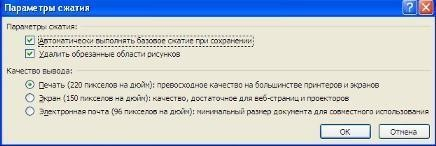 Параметры сжатия
Параметры сжатия:
Автоматически выполнять базовое сжатие при сохранении
Удалить обрезанные области рисунков
Качество вывода:
Печать (220 пикселов на дюйм): превосходное качество на большинстве принтеров и экранов
Экран (150 пикселов на дюйм): качество, достаточное для веб-страниц и проекторов
Электронная почта (96 пикселов на дюйм): минимальный размер документа для совместного использования
ОК Отмена